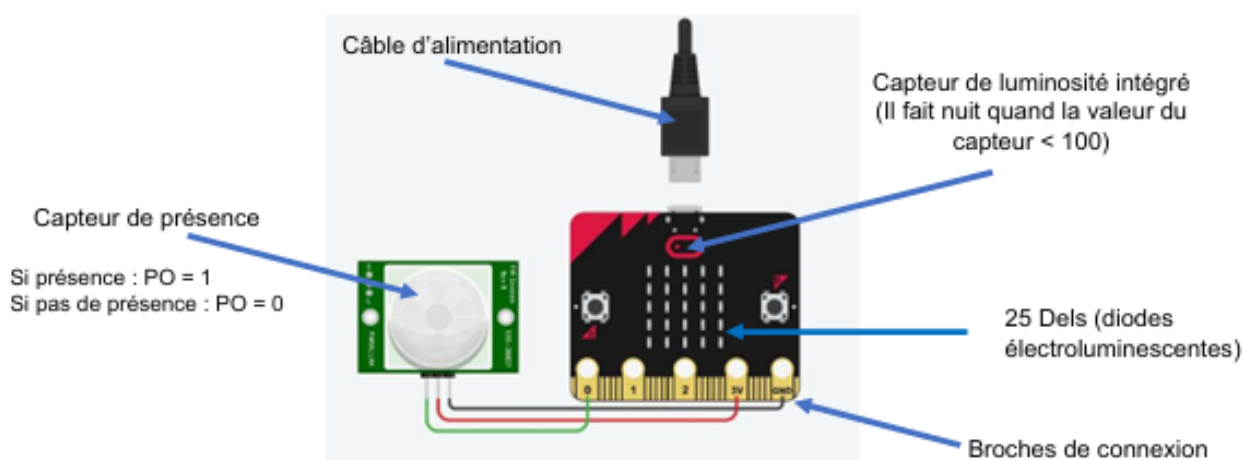 Câble d'alimentation
Capteur de luminosité intégré
(Il fait nuit quand la valeur du
capteur < 100)
Capteur de présence
Si présence : PO = 1
Si pas de présence : PO = 0
25 Dels (diodes
électroluminescentes)
0
1
2
3V
GND
Broches de connexion